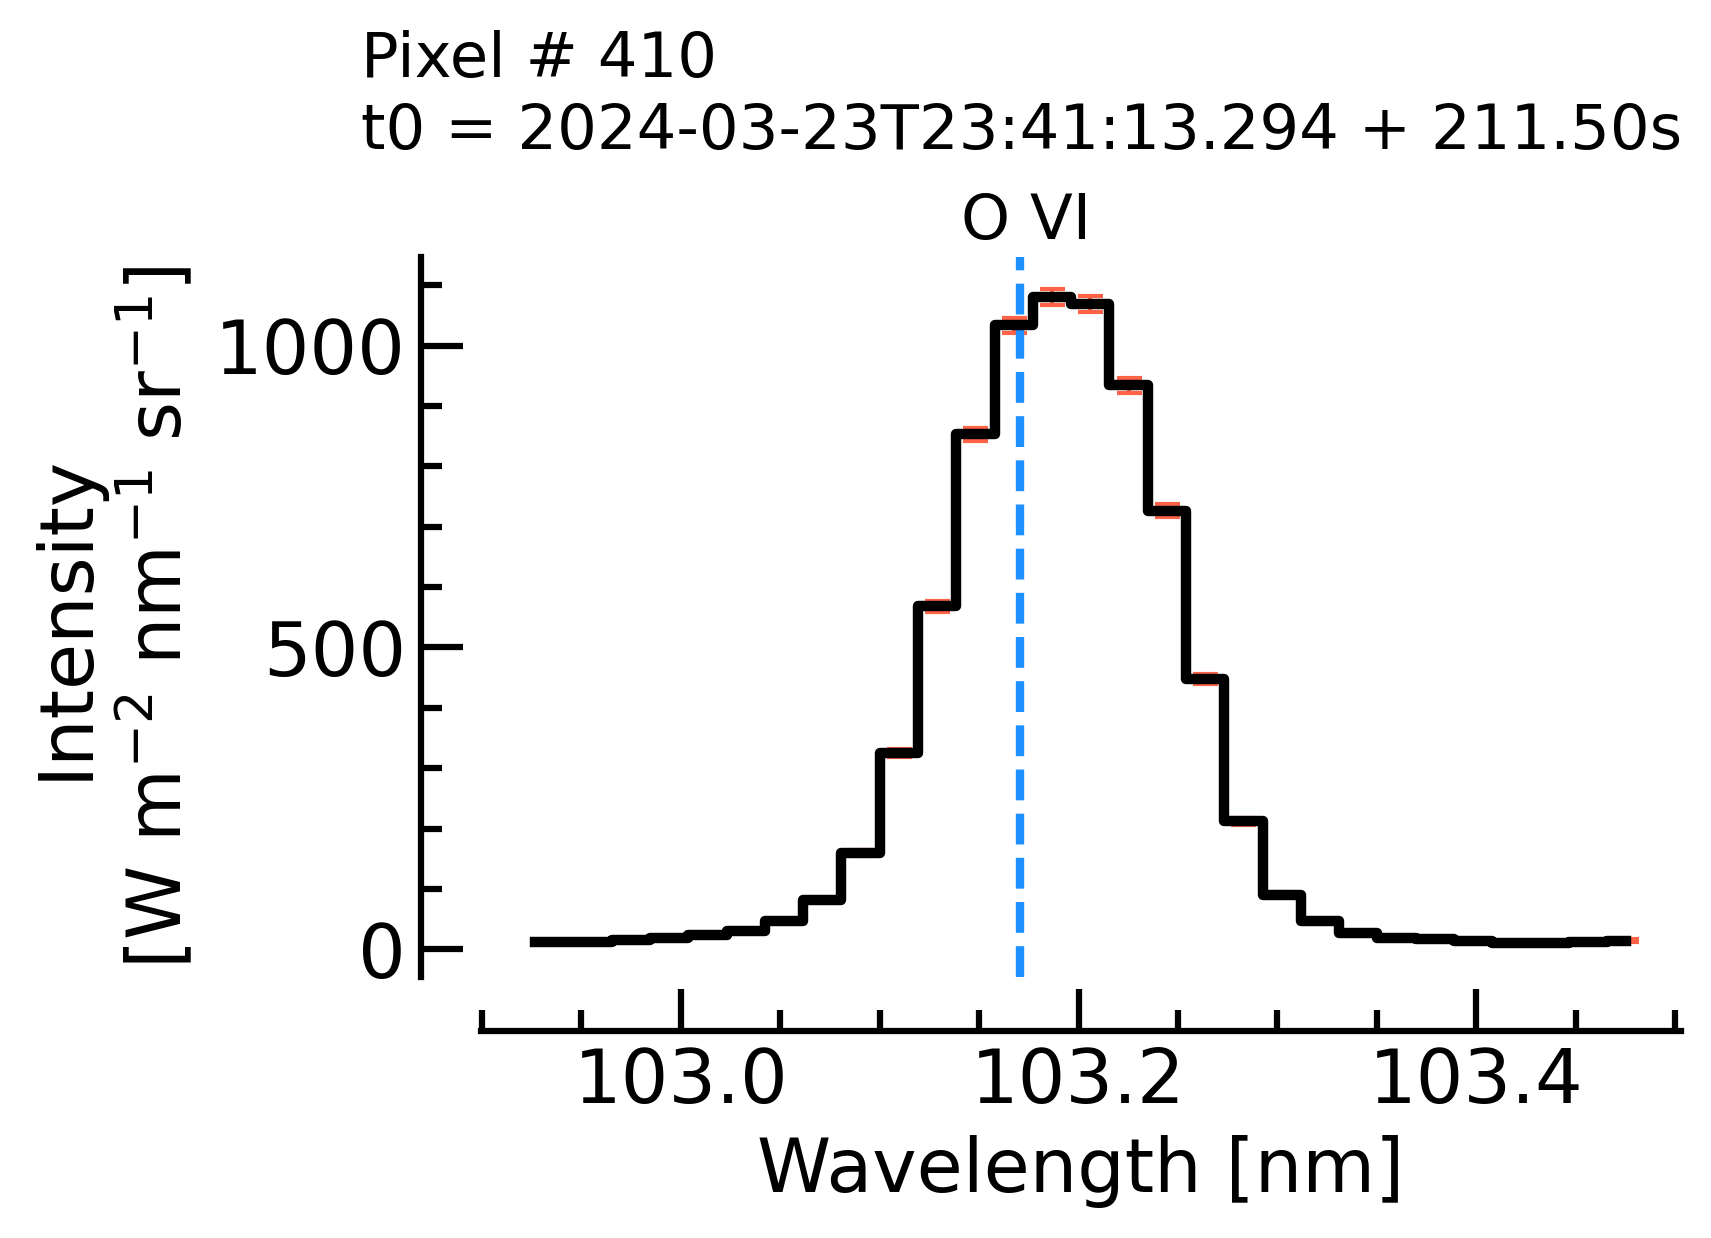 Pixel # 410
t0 = 2024-03-23T23:41:13.294 + 211.50s
O VI
Intensity
[W m⁻² nm⁻¹ sr⁻¹]
1000
500
0
103.0 103.2 103.4
Wavelength [nm]